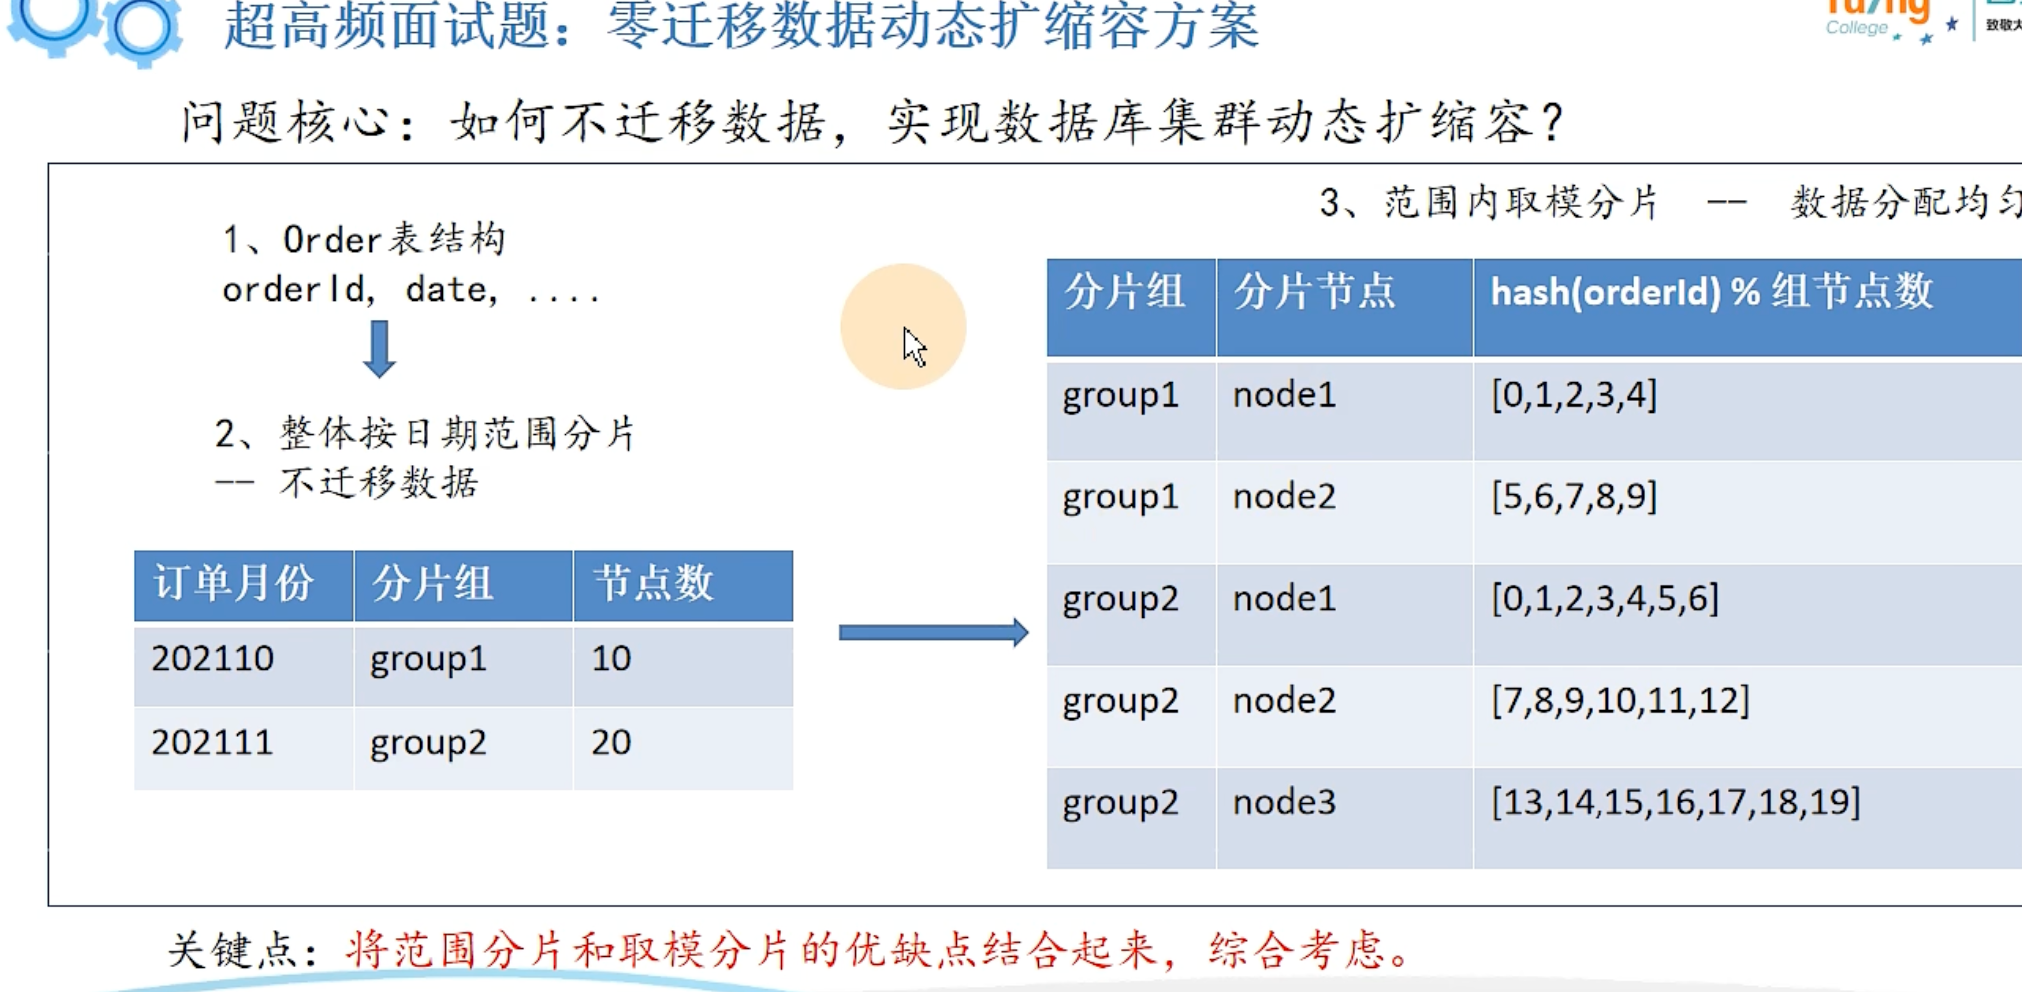 超高频面试题：零迁移数据动态扩缩容方案
College
致敬大
问题核心：如何不迁移数据，实现数据库集群动态扩缩容？
1、Order表结构
orderId, date, ....
2、整体按日期范围分片
-- 不迁移数据
订单月份 分片组 节点数
202110 group1 10
202111 group2 20
3、范围内取模分片 -- 数据分配均匀
分片组 分片节点 hash(orderId) % 组节点数
group1 node1 [0,1,2,3,4]
group1 node2 [5,6,7,8,9]
group2 node1 [0,1,2,3,4,5,6]
group2 node2 [7,8,9,10,11,12]
group2 node3 [13,14,15,16,17,18,19]
关键点：将范围分片和取模分片的优缺点结合起来，综合考虑。